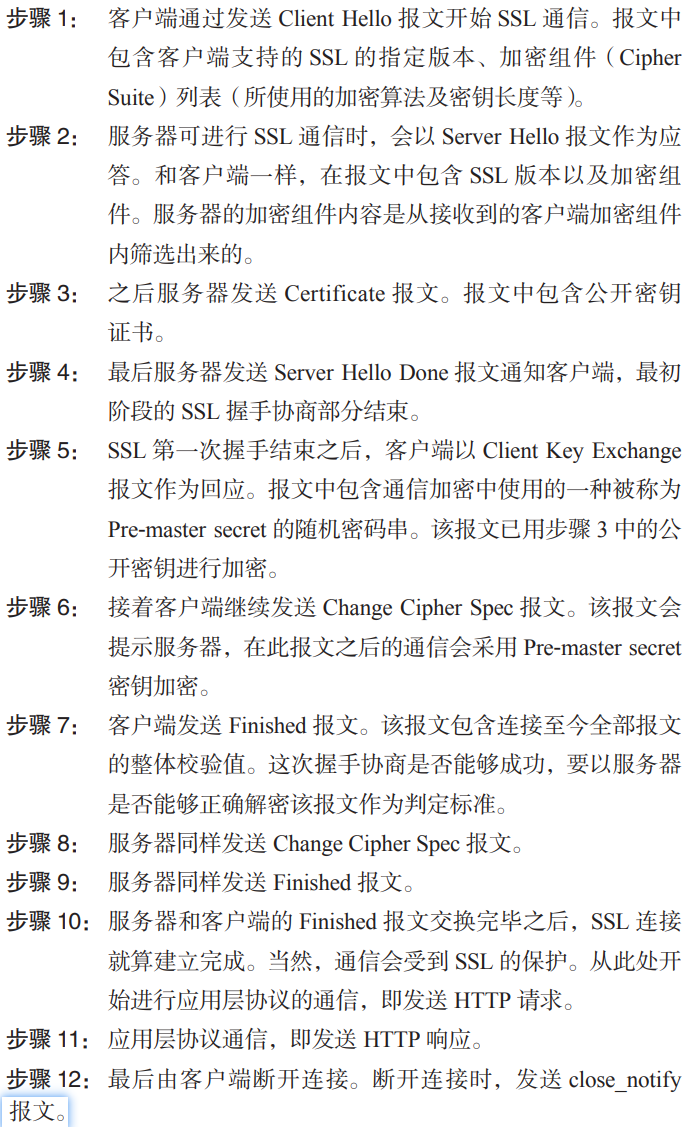 步骤 1： 客户端通过发送 Client Hello 报文开始 SSL 通信。报文中
包含客户端支持的 SSL 的指定版本、加密组件（Cipher
Suite）列表（所使用的加密算法及密钥长度等）。
步骤 2： 服务器可进行 SSL 通信时，会以 Server Hello 报文作为应
答。和客户端一样，在报文中包含 SSL 版本以及加密组
件。服务器的加密组件内容是从接收到的客户端加密组件
内筛选出来的。
步骤 3： 之后服务器发送 Certificate 报文。报文中包含公开密钥
证书。
步骤 4： 最后服务器发送 Server Hello Done 报文通知客户端，最初
阶段的 SSL 握手协商部分结束。
步骤 5： SSL 第一次握手结束之后，客户端以 Client Key Exchange
报文作为回应。报文中包含通信加密中使用的一种被称为
Pre-master secret 的随机密码串。该报文已用步骤 3 中的公
开密钥进行加密。
步骤 6： 接着客户端继续发送 Change Cipher Spec 报文。该报文会
提示服务器，在此报文之后的通信会采用 Pre-master secret
密钥加密。
步骤 7： 客户端发送 Finished 报文。该报文包含连接至今全部报文
的整体校验值。这次握手协商是否能够成功，要以服务器
是否能够正确解密该报文作为判定标准。
步骤 8： 服务器同样发送 Change Cipher Spec 报文。
步骤 9： 服务器同样发送 Finished 报文。
步骤 10： 服务器和客户端的 Finished 报文交换完毕之后，SSL 连接
就算建立完成。当然，通信会受到 SSL 的保护。从此处开
始进行应用层协议的通信，即发送 HTTP 请求。
步骤 11： 应用层协议通信，即发送 HTTP 响应。
步骤 12： 最后由客户端断开连接。断开连接时，发送 close_notify
报文。